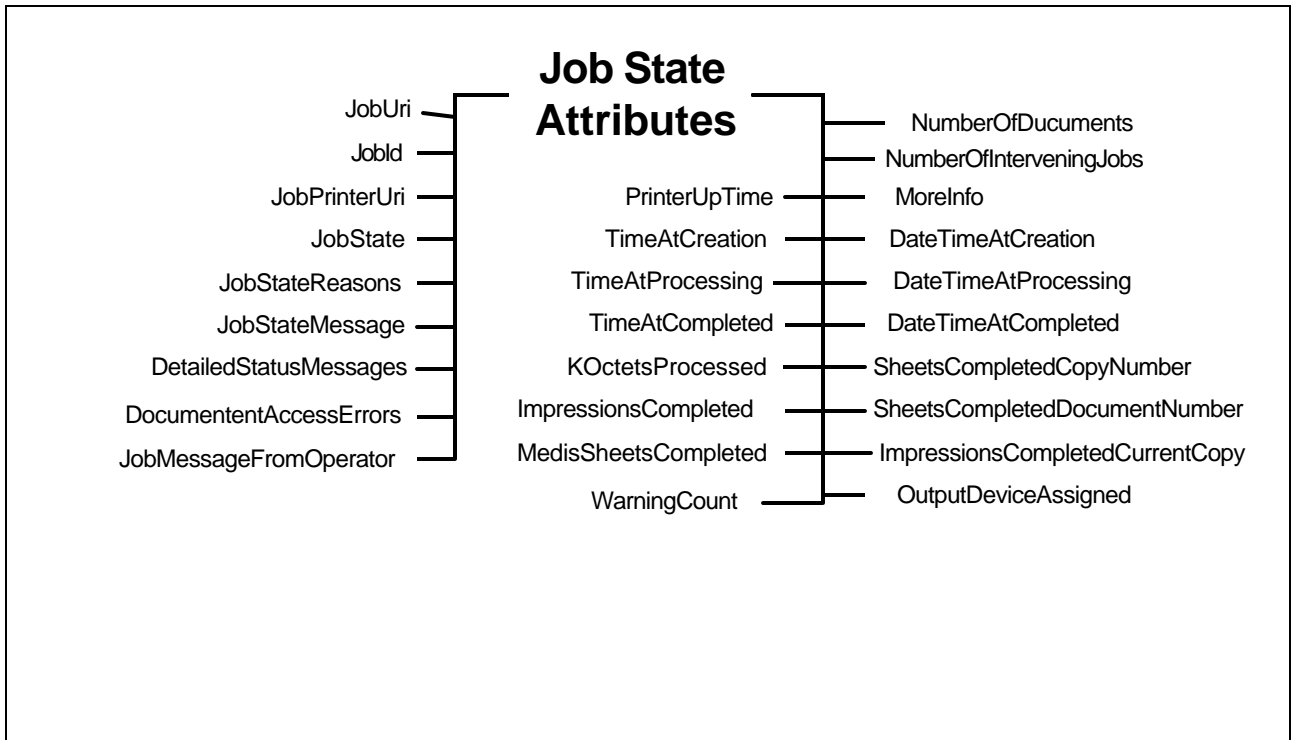 Job State
Attributes
JobUri
JobId
JobPrinterUri
JobState
JobStateReasons
JobStateMessage
DetailedStatusMessages
DocumententAccessErrors
JobMessageFromOperator
PrinterUpTime
TimeAtCreation
TimeAtProcessing
TimeAtCompleted
KOctetsProcessed
ImpressionsCompleted
MedisSheetsCompleted
WarningCount
NumberOfDucuments
NumberOfInterveningJobs
MoreInfo
DateTimeAtCreation
DateTimeAtProcessing
DateTimeAtCompleted
SheetsCompletedCopyNumber
SheetsCompletedDocumentNumber
ImpressionsCompletedCurrentCopy
OutputDeviceAssigned